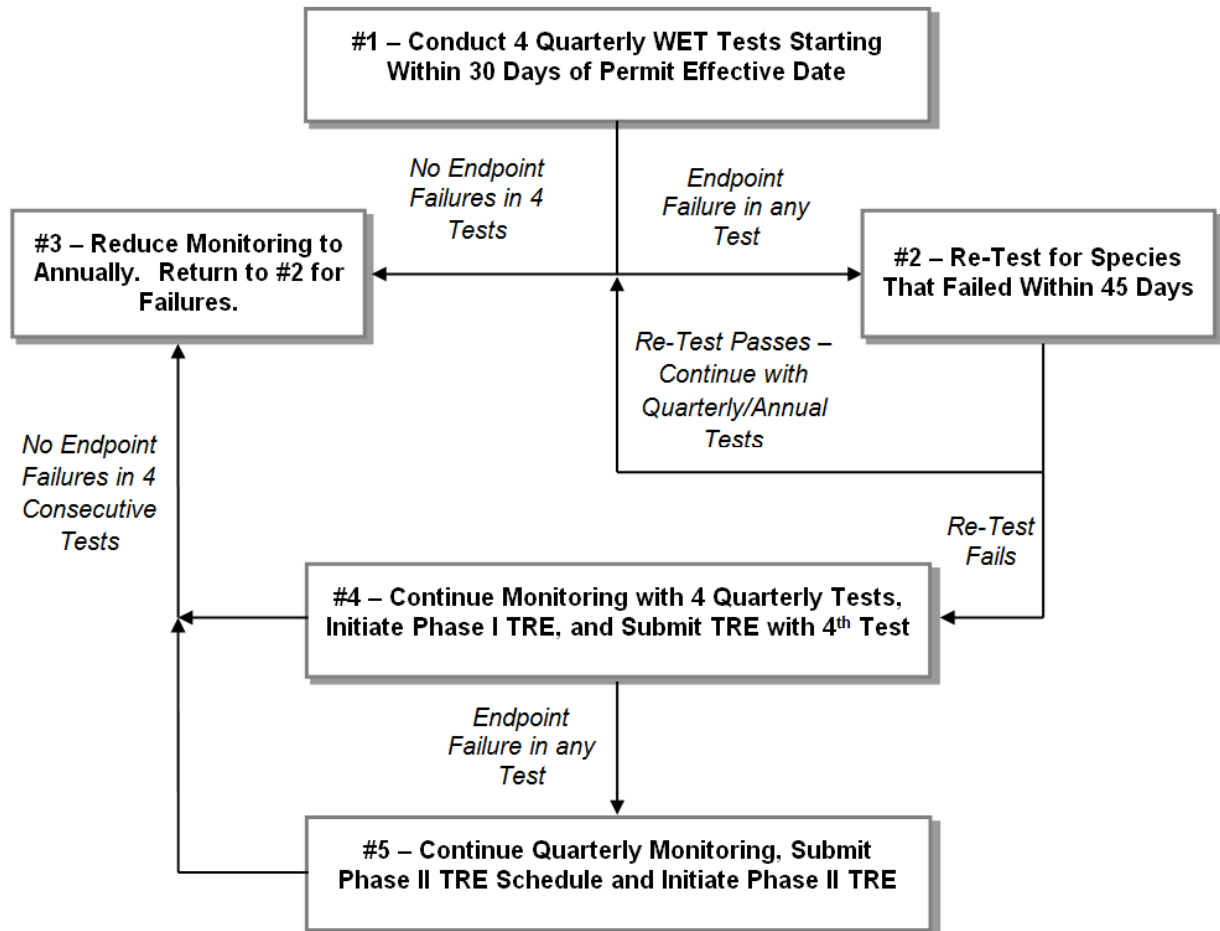 #1 – Conduct 4 Quarterly WET Tests Starting
Within 30 Days of Permit Effective Date
No Endpoint
Failures in 4
Tests
Endpoint
Failure in any
Test
#3 – Reduce Monitoring to
Annually. Return to #2 for
Failures.
#2 – Re-Test for Species
That Failed Within 45 Days
Re-Test Passes –
Continue with
Quarterly/Annual
Tests
No Endpoint
Failures in 4
Consecutive
Tests
Re-Test
Fails
#4 – Continue Monitoring with 4 Quarterly Tests,
Initiate Phase I TRE, and Submit TRE with 4th Test
Endpoint
Failure in any
Test
#5 – Continue Quarterly Monitoring, Submit
Phase II TRE Schedule and Initiate Phase II TRE